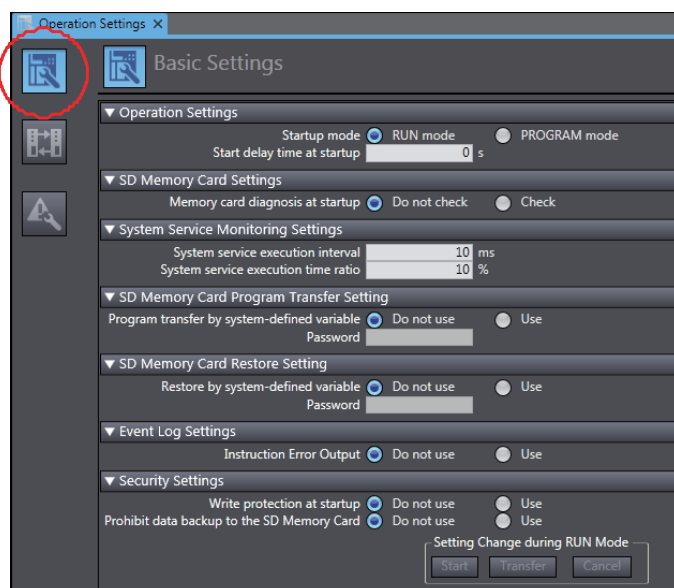 Operation Settings ×
Basic Settings
▼ Operation Settings
Startup mode RUN mode PROGRAM mode
Start delay time at startup 0 s
▼ SD Memory Card Settings
Memory card diagnosis at startup Do not check Check
▼ System Service Monitoring Settings
System service execution interval 10 ms
System service execution time ratio 10 %
▼ SD Memory Card Program Transfer Setting
Program transfer by system-defined variable Do not use Use
Password
▼ SD Memory Card Restore Setting
Restore by system-defined variable Do not use Use
Password
▼ Event Log Settings
Instruction Error Output Do not use Use
▼ Security Settings
Write protection at startup Do not use Use
Prohibit data backup to the SD Memory Card Do not use Use
Setting Change during RUN Mode
Start Transfer Cancel